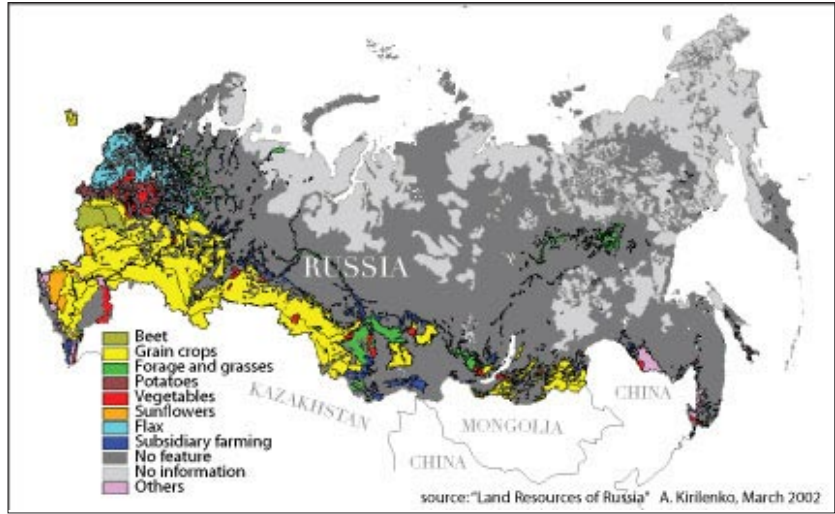 RUSSIA
KAZAKHSTAN
MONGOLIA
CHINA
CHINA
Beet
Grain crops
Forage and grasses
Potatoes
Vegetables
Sunflowers
Flax
Subsidiary farming
No feature
No information
Others
source:"Land Resources of Russia" A. Kirilenko, March 2002